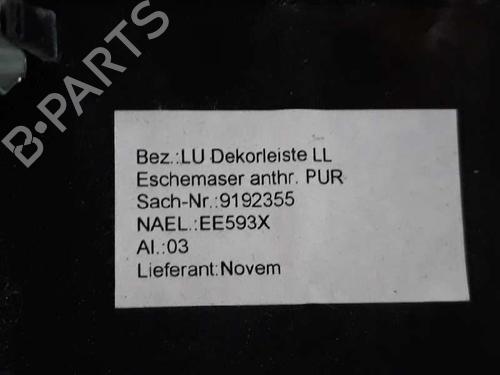 B-PARTS
Bez.:LU Dekorleiste LL
Eschemaser anthr. PUR
Sach-Nr.:9192355
NAEL.:EE593X
AI.:03
Lieferant:Novem